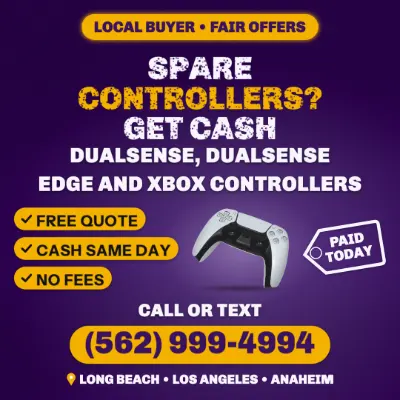 LOCAL BUYER • FAIR OFFERS
SPARE
CONTROLLERS?
GET CASH
DUALSENSE, DUALSENSE
EDGE AND XBOX CONTROLLERS
FREE QUOTE
CASH SAME DAY
NO FEES
PAID
TODAY
CALL OR TEXT
(562) 999-4994
LONG BEACH • LOS ANGELES • ANAHEIM